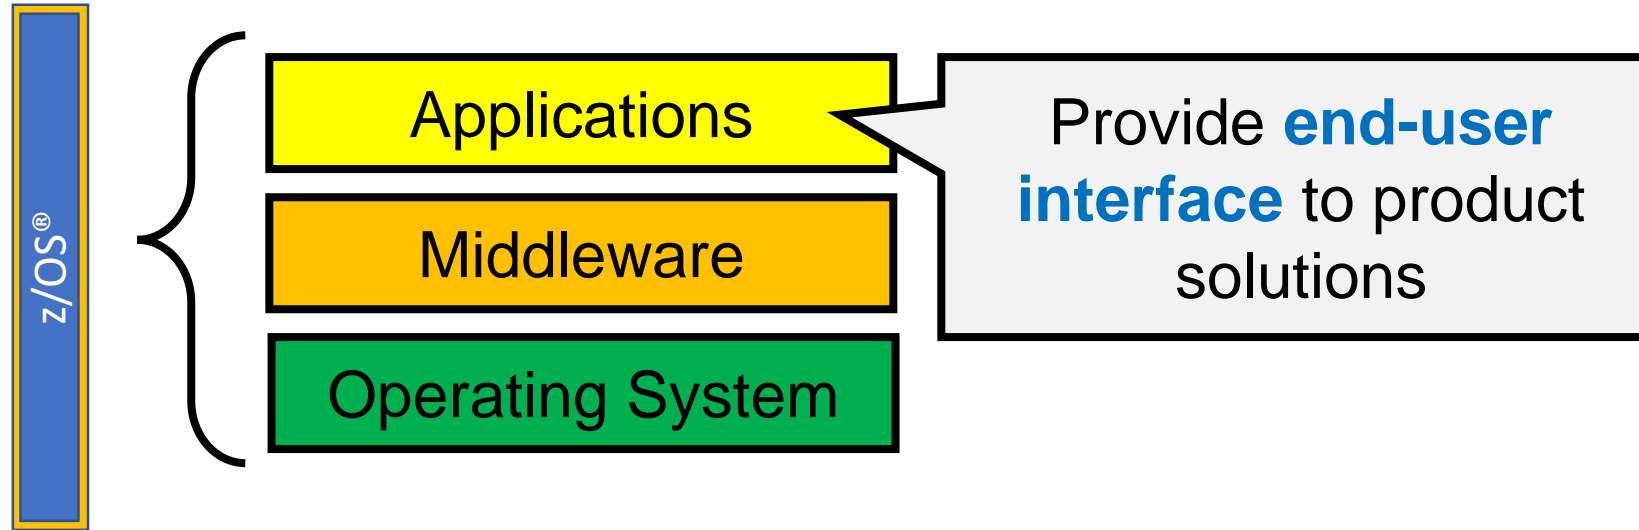 z/OS®
Applications
Middleware
Operating System
Provide end-user
interface to product
solutions